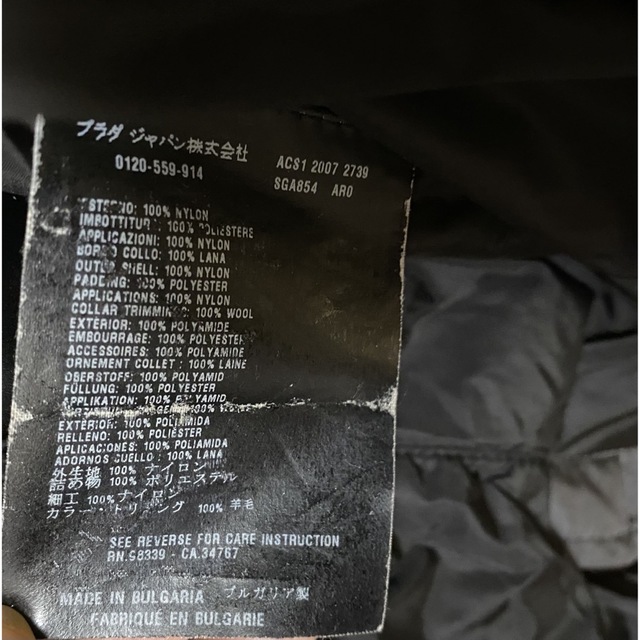 プラダ ジャパン株式会社
0120-559-914
ACS1 2007 2739
SGA854 ARO
100% NYLON
100% POLIESTERE
APPLICAZIONI: 100% NYLON
BORDO COLLO: 100% LANA
OUTER SHELL: 100% NYLON
PADDING: 100% POLYESTER
APPLICATIONS: 100% NYLON
COLLAR TRIMMING: 100% WOOL
EXTERIOR: 100% POLYAMIDE
EMBOURRAGE: 100% POLYESTER
ACCESSOIRES: 100% POLYAMIDE
ORNEMENT COLLET : 100% LAINE
OBERSTOFF: 100% POLYAMID
FÜLLUNG: 100% POLYESTER
APPLIKATION: 100% POLYAMID
100%
EXTERIOR: 100% POLIAMIDA
RELLENO: 100% POLIESTER
APLICACIONES: 100% POLIAMIDA
ADORNOS CUELLO : 100% LANA
外生地 100% ナイロン
詰め物 100% ポリエステル
細工 100% ナイロン
カラー・トリミング 100% 羊毛
SEE REVERSE FOR CARE INSTRUCTION
RN.98339 - CA.34767
MADE IN BULGARIA ブルガリア製
FABRIQUÉ EN BULGARIE